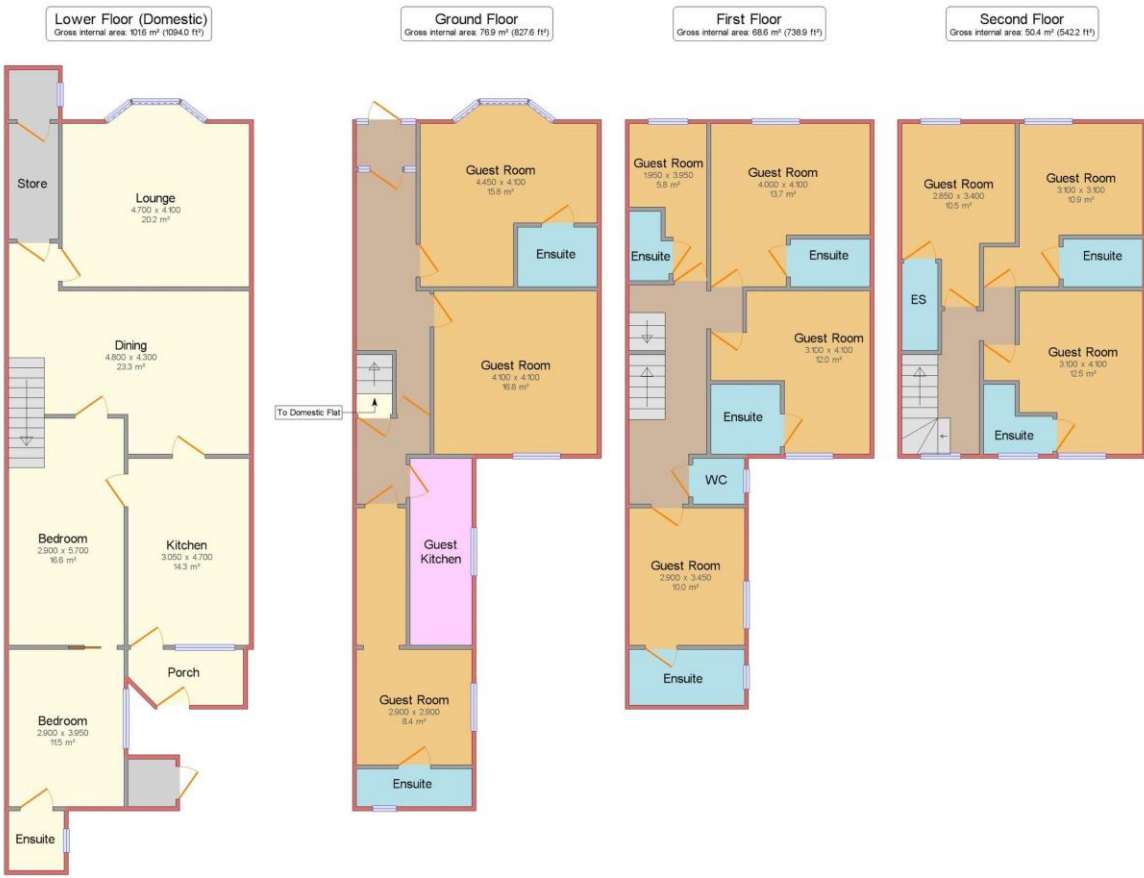 Lower Floor (Domestic)
Gross internal area: 101.6 m² (1094.0 ft²)
Store
Lounge
4.700 x 4.100
20.2 m²
Dining
4.800 x 4.300
23.3 m²
Bedroom
2.900 x 5.700
16.6 m²
Kitchen
3.050 x 4.700
14.3 m²
Porch
Bedroom
2.900 x 3.950
11.5 m²
Ensuite
Ground Floor
Gross internal area: 76.9 m² (827.6 ft²)
Guest Room
4.450 x 4.100
15.8 m²
Ensuite
Guest Room
4.100 x 4.100
16.8 m²
To Domestic Flat
Guest
Kitchen
Guest Room
2.900 x 2.900
8.4 m²
Ensuite
First Floor
Gross internal area: 68.6 m² (738.9 ft²)
Guest Room
1.950 x 3.950
5.8 m²
Guest Room
4.000 x 4.100
13.7 m²
Ensuite
Ensuite
Guest Room
3.100 x 4.100
12.0 m²
Ensuite
WC
Guest Room
2.900 x 3.450
10.0 m²
Ensuite
Second Floor
Gross internal area: 50.4 m² (542.2 ft²)
Guest Room
2.850 x 3.400
10.5 m²
Guest Room
3.100 x 3.100
10.9 m²
Ensuite
ES
Guest Room
3.100 x 4.100
12.5 m²
Ensuite